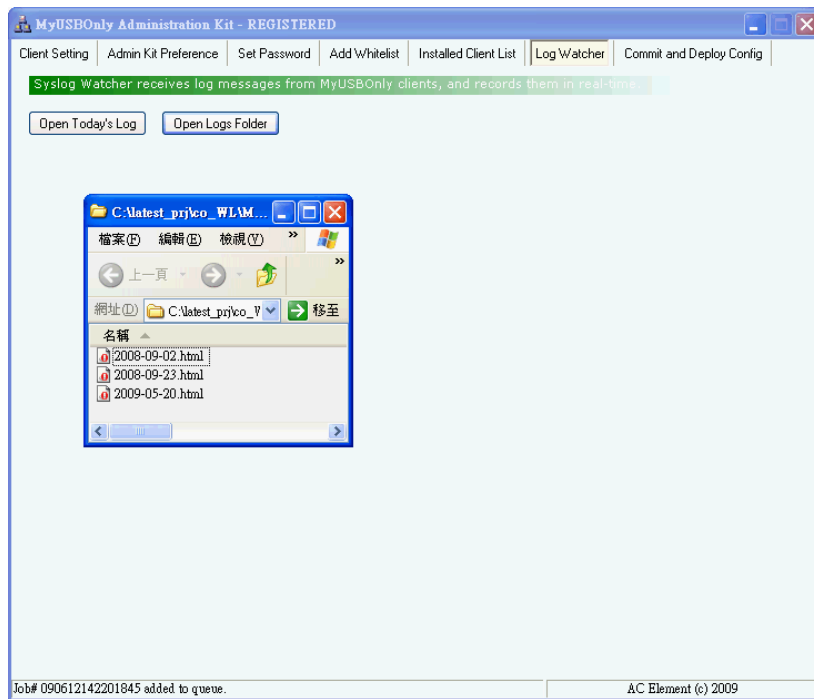 MyUSBOnly Administration Kit - REGISTERED
Client Setting Admin Kit Preference Set Password Add Whitelist Installed Client List Log Watcher Commit and Deploy Config
Syslog Watcher receives log messages from MyUSBOnly clients, and records them in real-time.
Open Today's Log Open Logs Folder
C:\latest_prj\co_WL\M...
檔案(F) 編輯(E) 檢視(V) »
上一頁 »
網址(D) C:\latest_prj\co_V 移至
名稱
2008-09-02.html
2008-09-23.html
2009-05-20.html
Job# 090612142201845 added to queue. AC Element (c) 2009